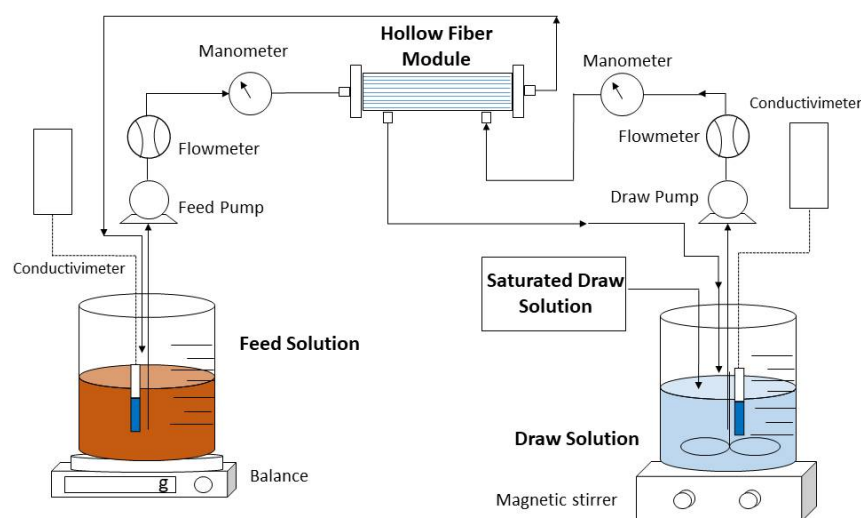 Hollow Fiber
Module
Manometer
Manometer
Conductivimeter
Flowmeter
Flowmeter
Feed Pump
Draw Pump
Conductivimeter
Saturated Draw
Solution
Feed Solution
Draw Solution
g
Balance
Magnetic stirrer